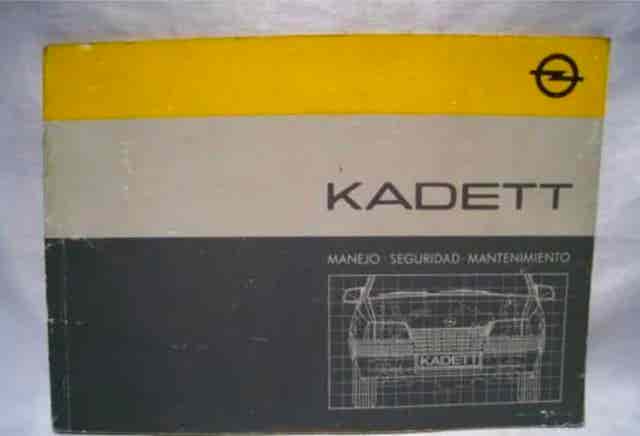 KADETT
MANEJO · SEGURIDAD · MANTENIMIENTO
KADETT